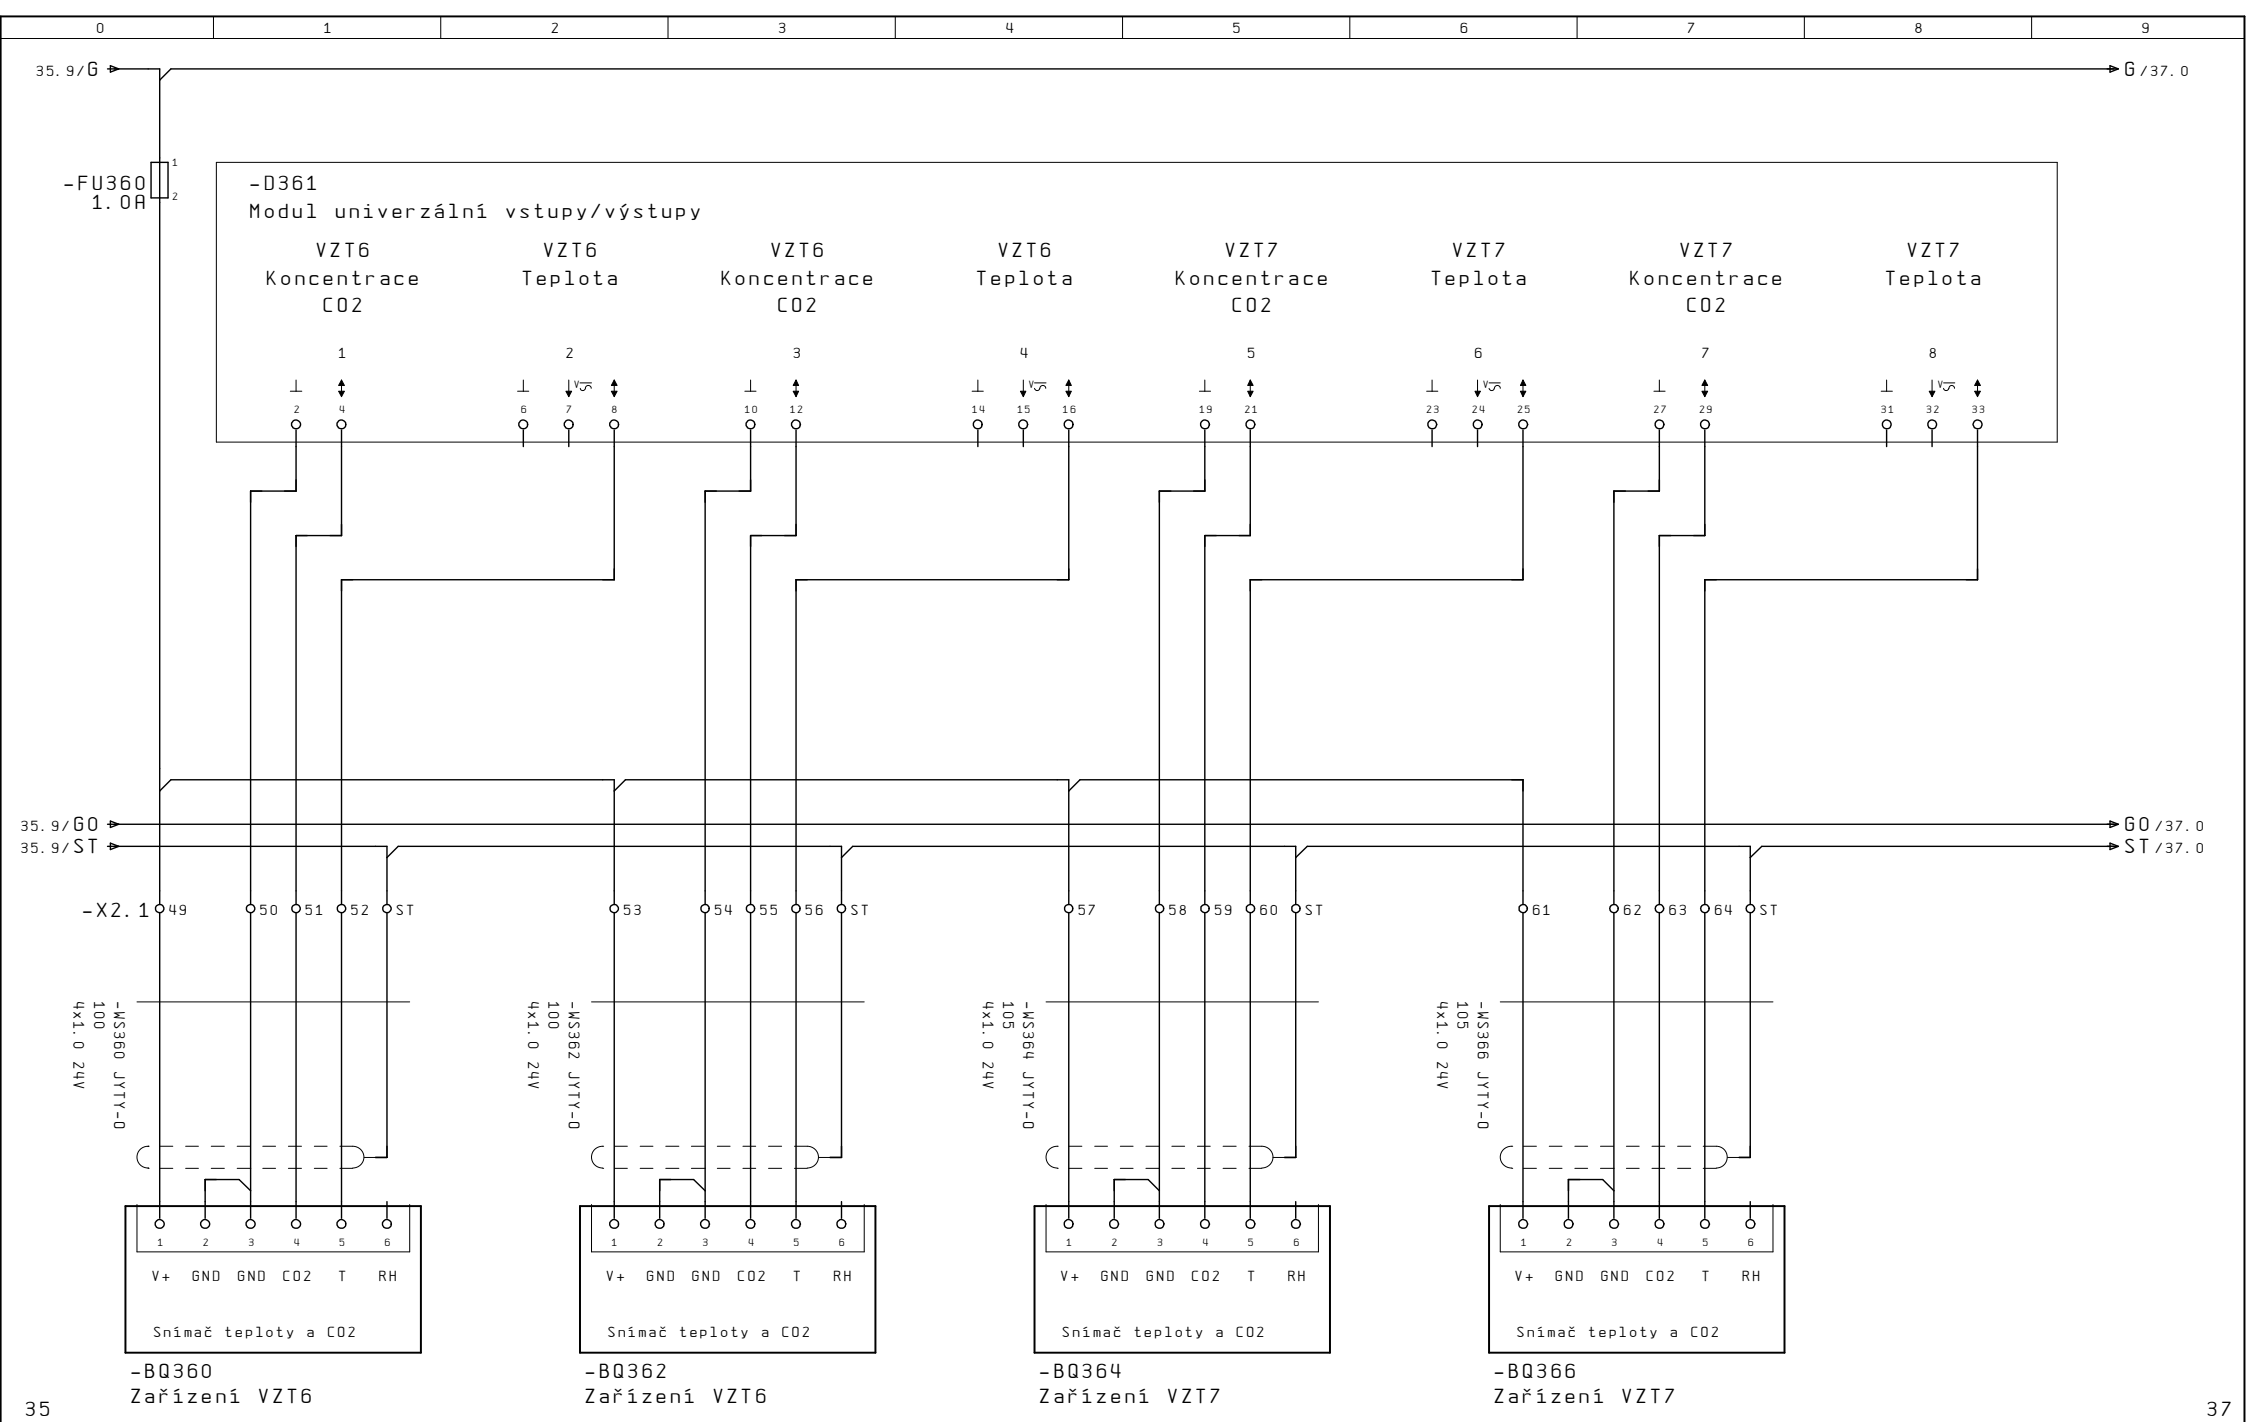 0 1 2 3 4 5 6 7 8 9
35.9/G G/37.0
-FU360
1.0A
1
2
-D361
Modul univerzální vstupy/výstupy
VZT6 VZT6 VZT6 VZT6 VZT7 VZT7 VZT7 VZT7
Koncentrace Teplota Koncentrace Teplota Koncentrace Teplota Koncentrace Teplota
CO2 CO2 CO2 CO2
1 2 3 4 5 6 7 8
2 4 6 7 8 10 12 14 15 16 19 21 23 24 25 27 29 31 32 33
35.9/G0 G0/37.0
35.9/ST ST/37.0
-X2.1 49 50 51 52 ST 53 54 55 56 ST 57 58 59 60 ST 61 62 63 64 ST
-WS360 JYTY-O
100
4x1.0 24V
-WS362 JYTY-O
100
4x1.0 24V
-WS364 JYTY-O
105
4x1.0 24V
-WS366 JYTY-O
105
4x1.0 24V
1 2 3 4 5 6 1 2 3 4 5 6 1 2 3 4 5 6 1 2 3 4 5 6
V+ GND GND CO2 T RH V+ GND GND CO2 T RH V+ GND GND CO2 T RH V+ GND GND CO2 T RH
Snímač teploty a CO2 Snímač teploty a CO2 Snímač teploty a CO2 Snímač teploty a CO2
-BQ360 -BQ362 -BQ364 -BQ366
Zařízení VZT6 Zařízení VZT6 Zařízení VZT7 Zařízení VZT7
35 37